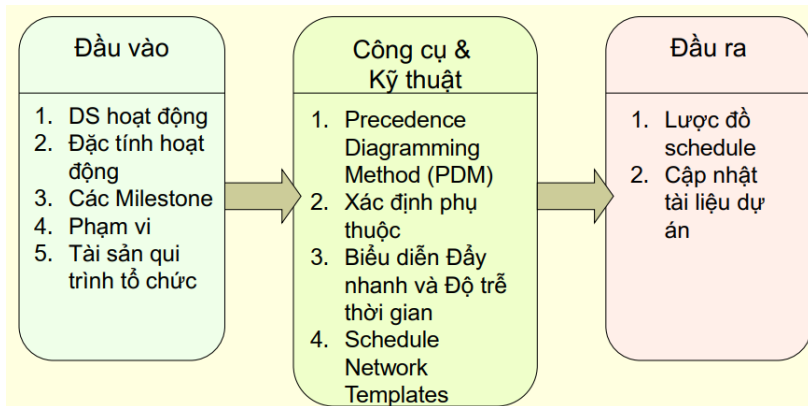 Đầu vào
1. DS hoạt động
2. Đặc tính hoạt
động
3. Các Milestone
4. Phạm vi
5. Tài sản qui
trình tổ chức
Công cụ &
Kỹ thuật
1. Precedence
Diagramming
Method (PDM)
2. Xác định phụ
thuộc
3. Biểu diễn Đẩy
nhanh và Độ trễ
thời gian
4. Schedule
Network
Templates
Đầu ra
1. Lược đồ
schedule
2. Cập nhật
tài liệu dự
án